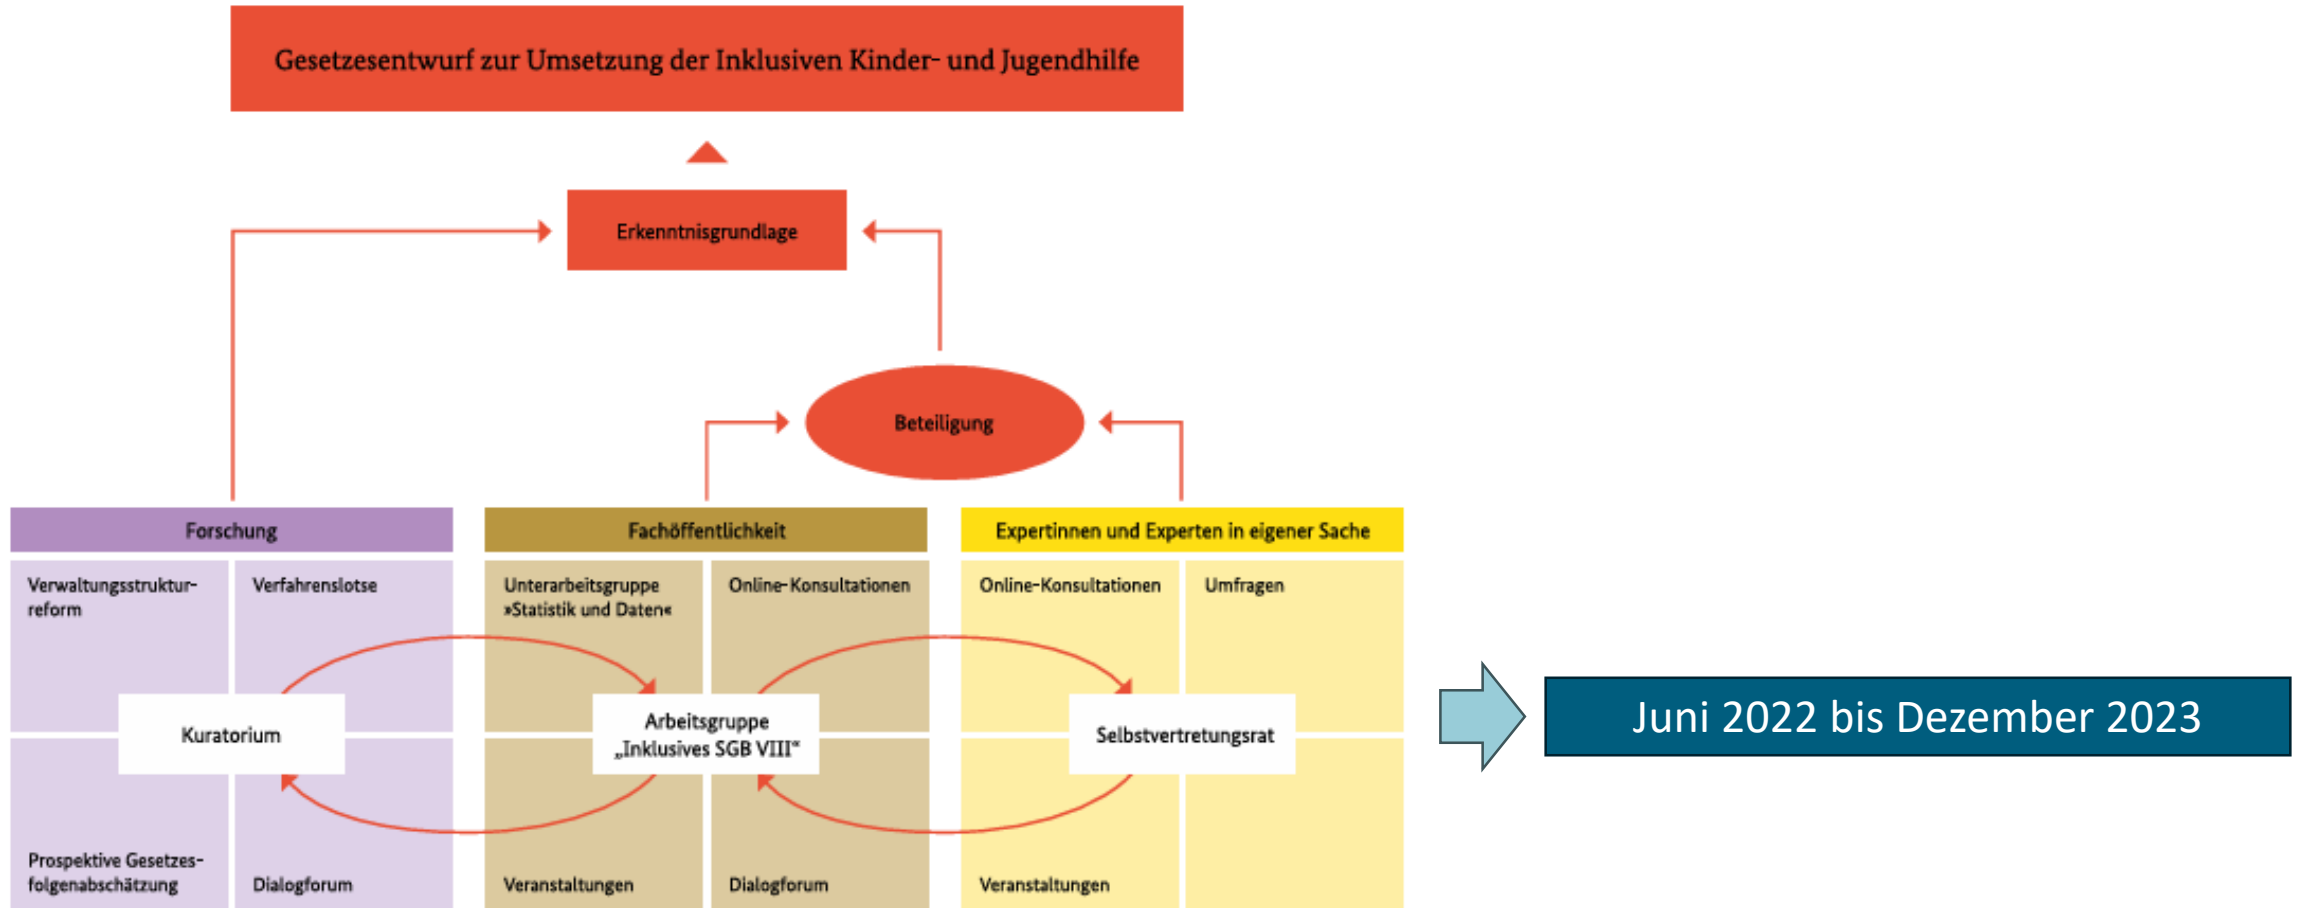 Gesetzesentwurf zur Umsetzung der Inklusiven Kinder- und Jugendhilfe
Erkenntnisgrundlage
Beteiligung
Forschung
Verwaltungsstruktur-
reform
Verfahrenslotse
Kuratorium
Prospektive Gesetzes-
folgenabschätzung
Dialogforum
Fachöffentlichkeit
Unterarbeitsgruppe
»Statistik und Daten«
Online-Konsultationen
Arbeitsgruppe
„Inklusives SGB VIII“
Veranstaltungen
Dialogforum
Expertinnen und Experten in eigener Sache
Online-Konsultationen
Umfragen
Selbstvertretungsrat
Veranstaltungen
Juni 2022 bis Dezember 2023